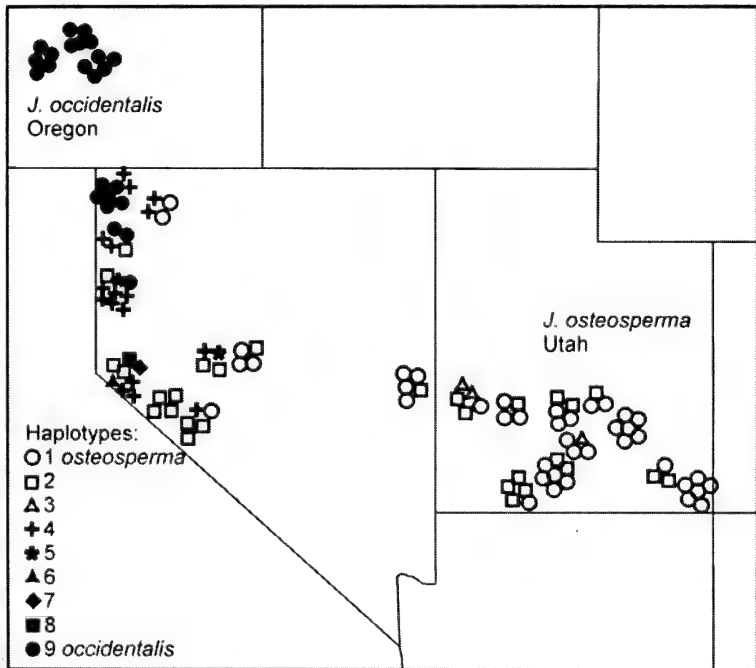 J. occidentalis
Oregon
J. osteosperma
Utah
Haplotypes:
1 osteosperma
2
3
4
5
6
7
8
9 occidentalis